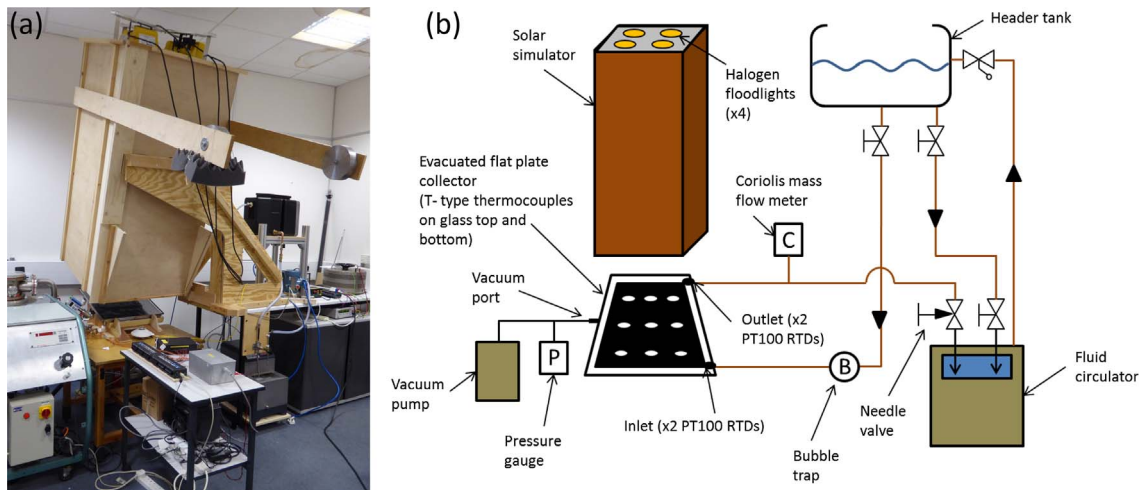 (a)
(b)
Solar
simulator
Halogen
floodlights
(x4)
Header tank
Evacuated flat plate
collector
(T- type thermocouples
on glass top and
bottom)
Coriolis mass
flow meter
C
Vacuum
port
Outlet (x2
PT100 RTDs)
P
B
Vacuum
pump
Pressure
gauge
Inlet (x2 PT100 RTDs)
Bubble
trap
Needle
valve
Fluid
circulator